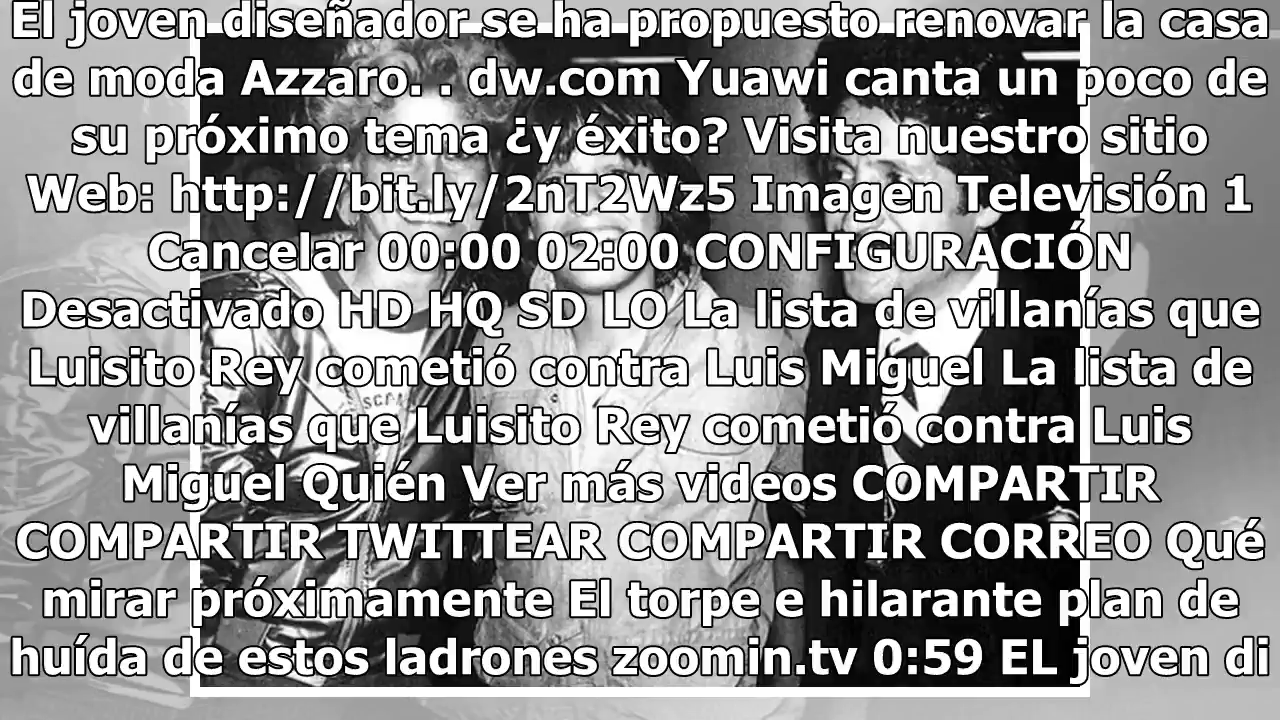 El joven diseñador se ha propuesto renovar la casa
de moda Azzaro. . dw.com Yuawi canta un poco de
su próximo tema ¿y éxito? Visita nuestro sitio
Web: http://bit.ly/2nT2Wz5 Imagen Televisión 1
Cancelar 00:00 02:00 CONFIGURACIÓN
Desactivado HD HQ SD LO La lista de villanías que
Luisito Rey cometió contra Luis Miguel La lista de
villanías que Luisito Rey cometió contra Luis
Miguel Quién Ver más videos COMPARTIR
COMPARTIR TWITTEAR COMPARTIR CORREO Qué
mirar próximamente El torpe e hilarante plan de
huída de estos ladrones zoomin.tv 0:59 EL joven di